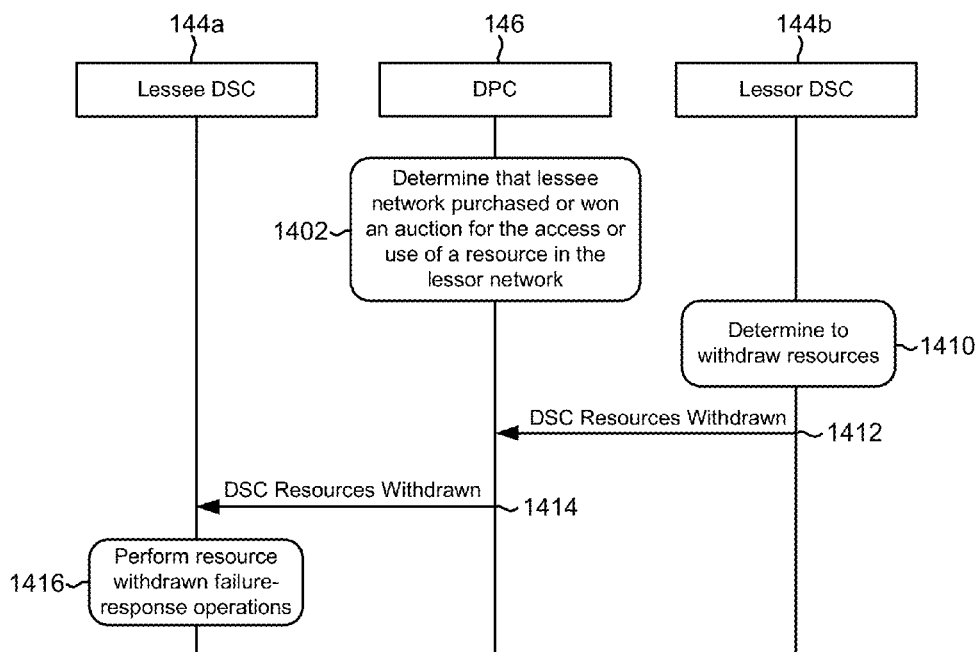 144a
146
144b
Lessee DSC
DPC
Lessor DSC
Determine that lessee
network purchased or won
an auction for the access or
use of a resource in the
lessor network
1402
Determine to
withdraw resources
1410
DSC Resources Withdrawn
1412
DSC Resources Withdrawn
1414
Perform resource
withdrawn failure-
response operations
1416